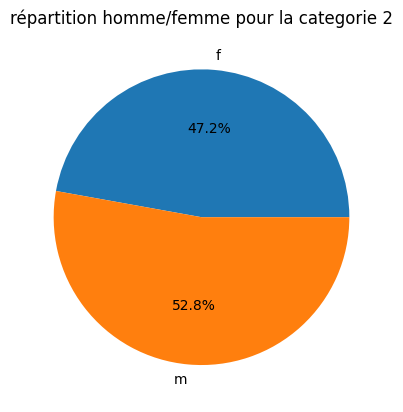 répartition homme/femme pour la categorie 2
f
47.2%
52.8%
m